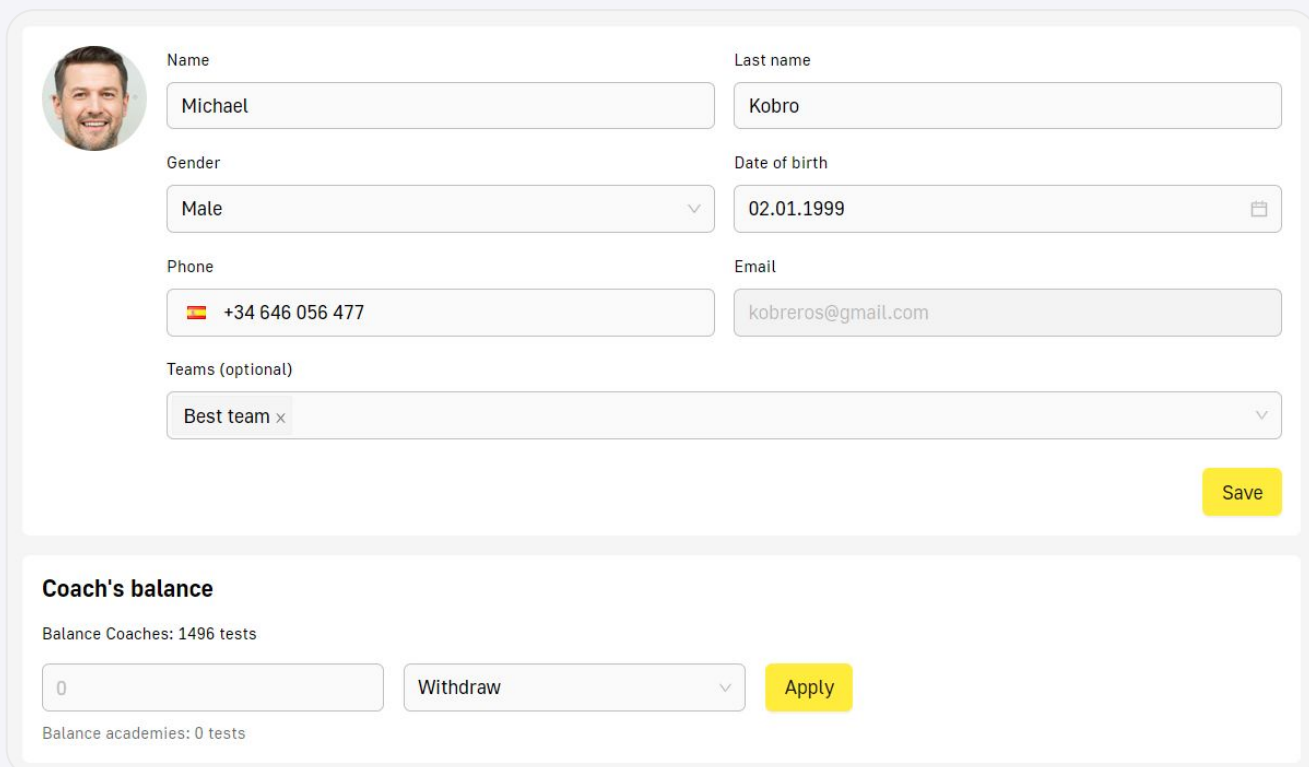 Name
Last name
Michael
Kobro
Gender
Date of birth
Male
02.01.1999
Phone
Email
+34 646 056 477
kobreros@gmail.com
Teams (optional)
Best team x
Save
Coach's balance
Balance Coaches: 1496 tests
0
Withdraw
Apply
Balance academies: 0 tests